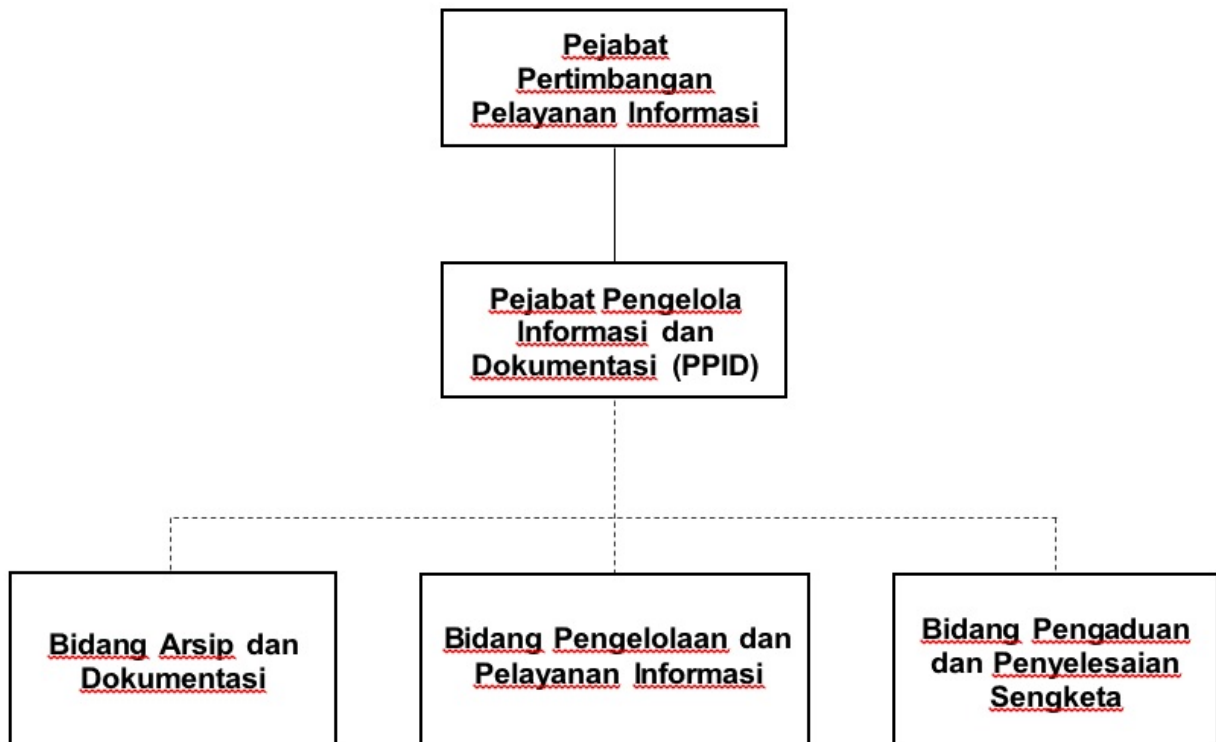 Pejabat
Pertimbangan
Pelayanan Informasi
Pejabat Pengelola
Informasi dan
Dokumentasi (PPID)
Bidang Arsip dan
Dokumentasi
Bidang Pengelolaan dan
Pelayanan Informasi
Bidang Pengaduan
dan Penyelesaian
Sengketa